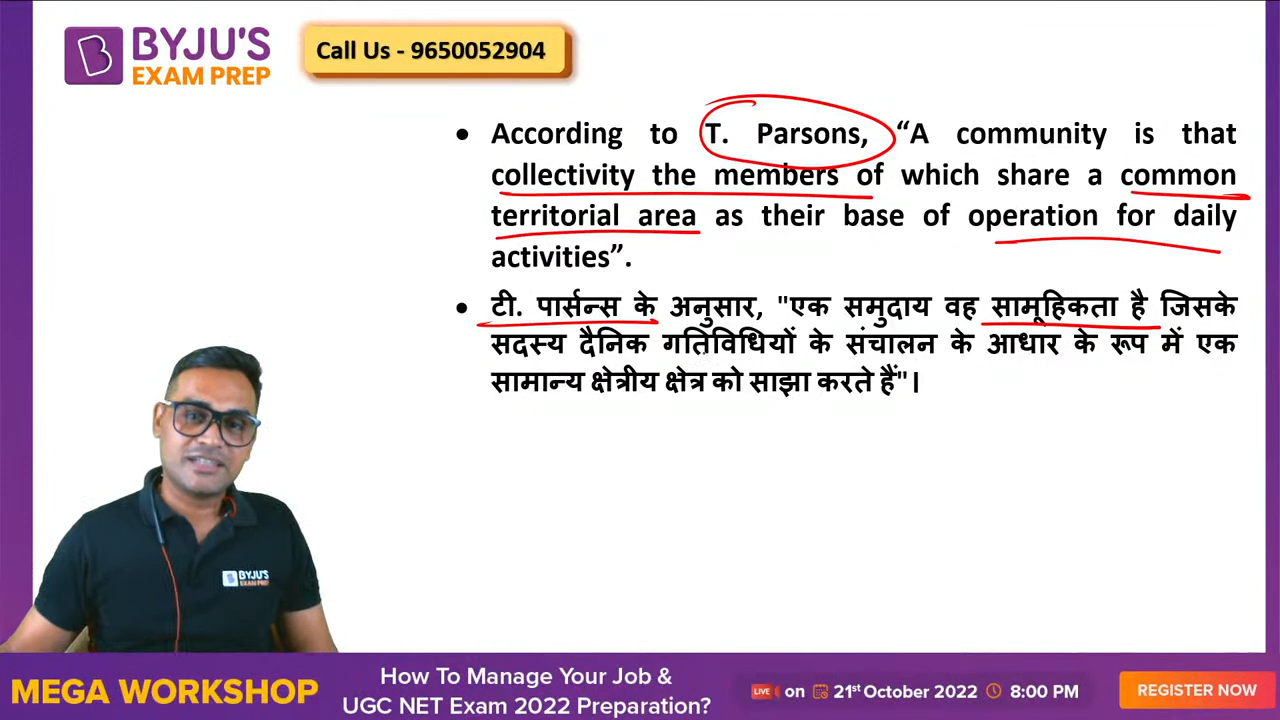 BYJU'S
EXAM PREP
Call Us - 9650052904
• According to T. Parsons, “A community is that
collectivity the members of which share a common
territorial area as their base of operation for daily
activities”.
• टी. पार्सन्स के अनुसार, "एक समुदाय वह सामूहिकता है जिसके
सदस्य दैनिक गतिविधियों के संचालन के आधार के रूप में एक
सामान्य क्षेत्रीय क्षेत्र को साझा करते हैं"।
BYJU'S
EXAM PREP
MEGA WORKSHOP
How To Manage Your Job &
UGC NET Exam 2022 Preparation?
LIVE on 21st October 2022 8:00 PM
REGISTER NOW